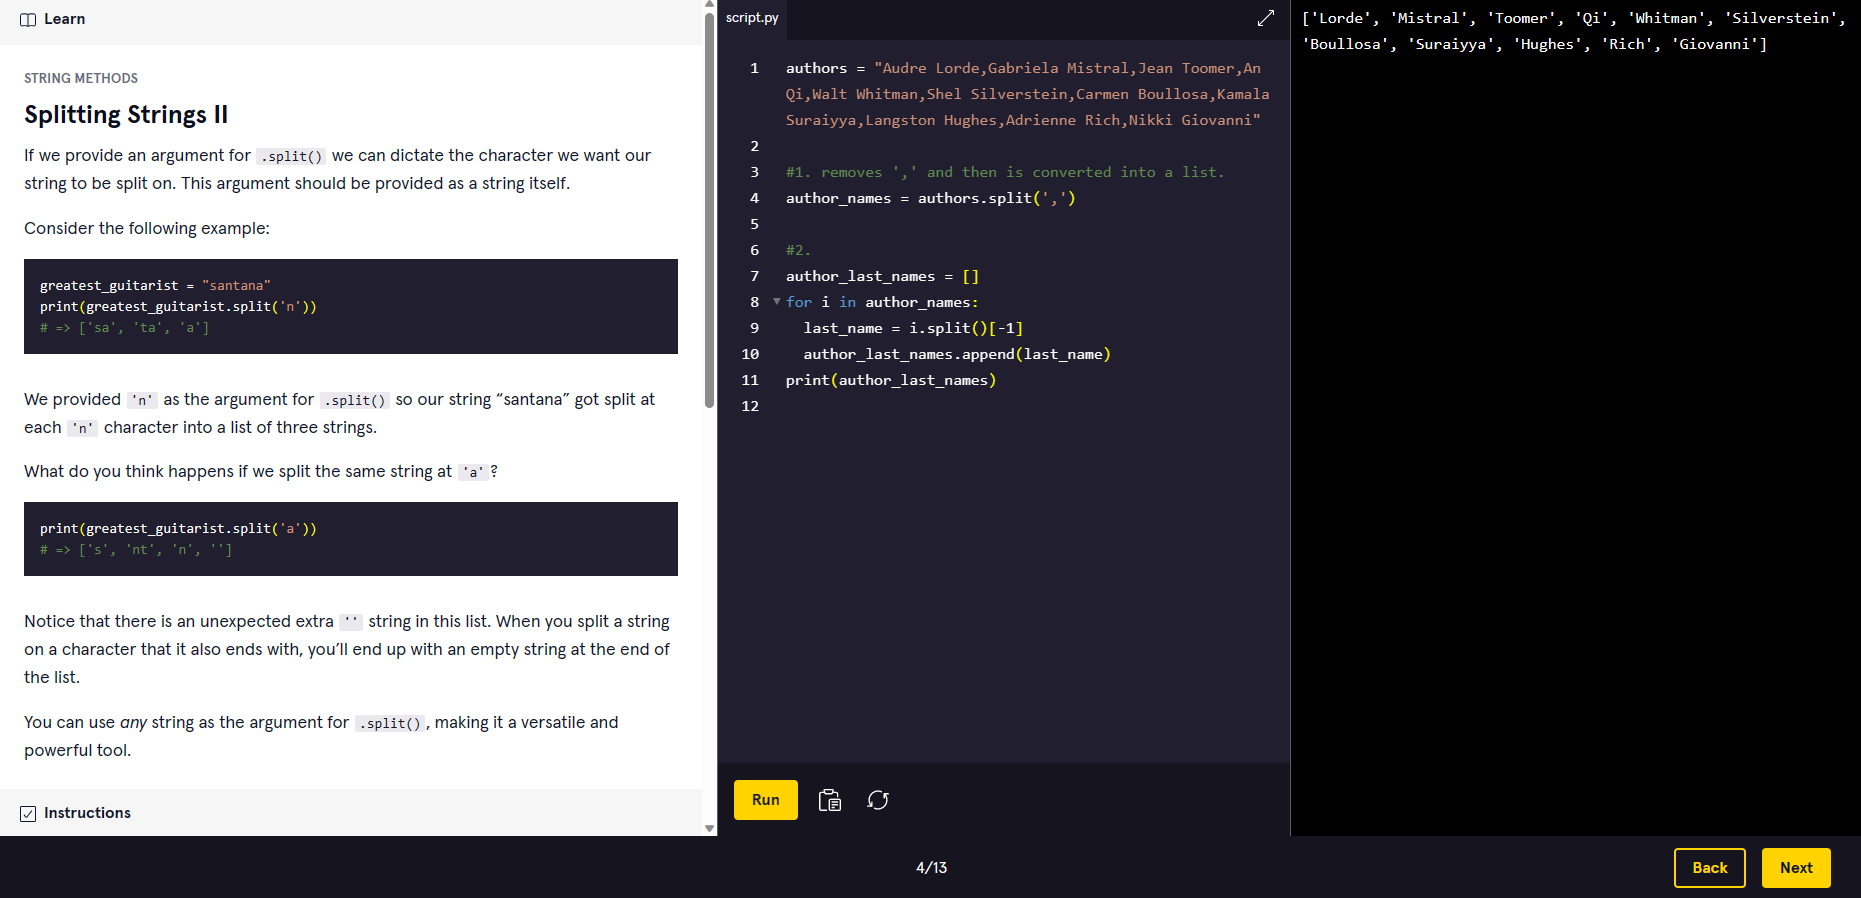 Learn
STRING METHODS
Splitting Strings II
If we provide an argument for .split() we can dictate the character we want our
string to be split on. This argument should be provided as a string itself.
Consider the following example:
greatest_guitarist = "santana"
print(greatest_guitarist.split('n'))
# => ['sa', 'ta', 'a']
We provided 'n' as the argument for .split() so our string “santana” got split at
each 'n' character into a list of three strings.
What do you think happens if we split the same string at 'a' ?
print(greatest_guitarist.split('a'))
# => ['s', 'nt', 'n', '']
Notice that there is an unexpected extra '' string in this list. When you split a string
on a character that it also ends with, you’ll end up with an empty string at the end of
the list.
You can use any string as the argument for .split(), making it a versatile and
powerful tool.
Instructions
script.py
1 authors = "Audre Lorde,Gabriela Mistral,Jean Toomer,An
Qi,Walt Whitman,Shel Silverstein,Carmen Boullosa,Kamala
Suraiyya,Langston Hughes,Adrienne Rich,Nikki Giovanni"
2
3 #1. removes ',' and then is converted into a list.
4 author_names = authors.split(',')
5
6 #2.
7 author_last_names = []
8 for i in author_names:
9 last_name = i.split()[-1]
10 author_last_names.append(last_name)
11 print(author_last_names)
12
Run
['Lorde', 'Mistral', 'Toomer', 'Qi', 'Whitman', 'Silverstein',
'Boullosa', 'Suraiyya', 'Hughes', 'Rich', 'Giovanni']
4/13
Back
Next